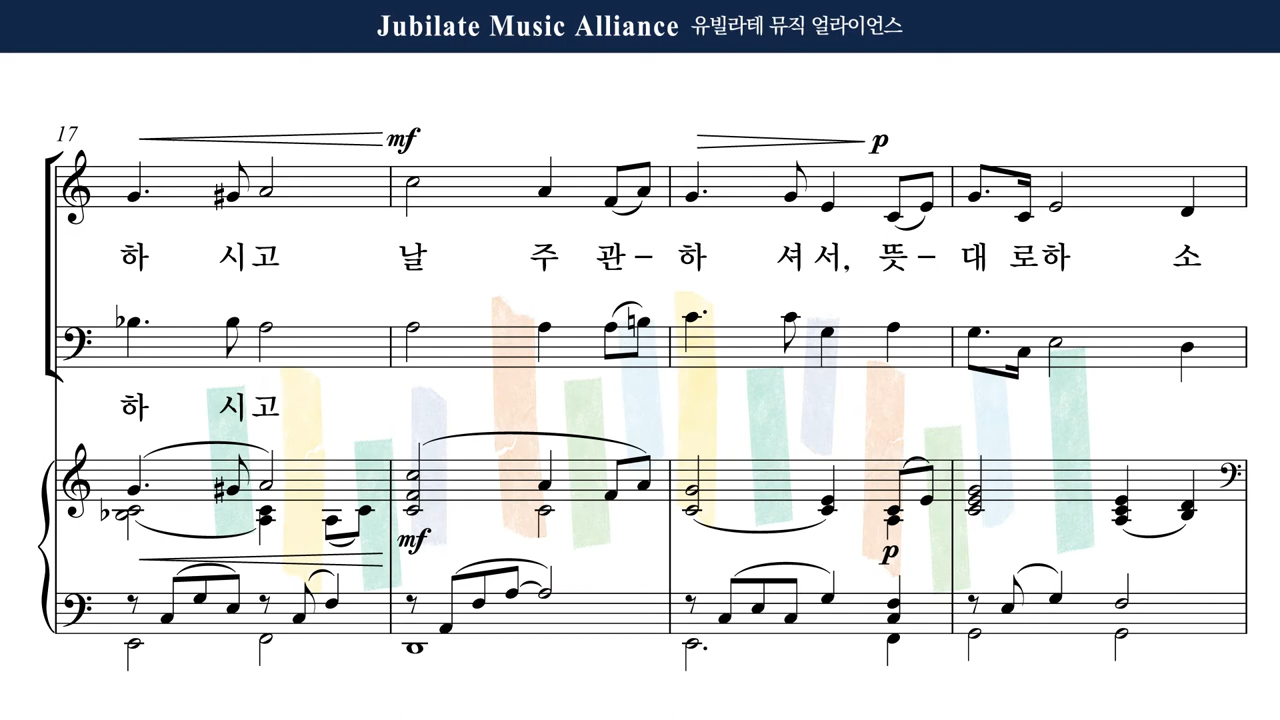 Jubilate Music Alliance 유빌라테 뮤직 얼라이언스
17
mf
p
하 시고 날 주 관– 하 셔 서, 뜻– 대 로하 소
하 시고
mf
p